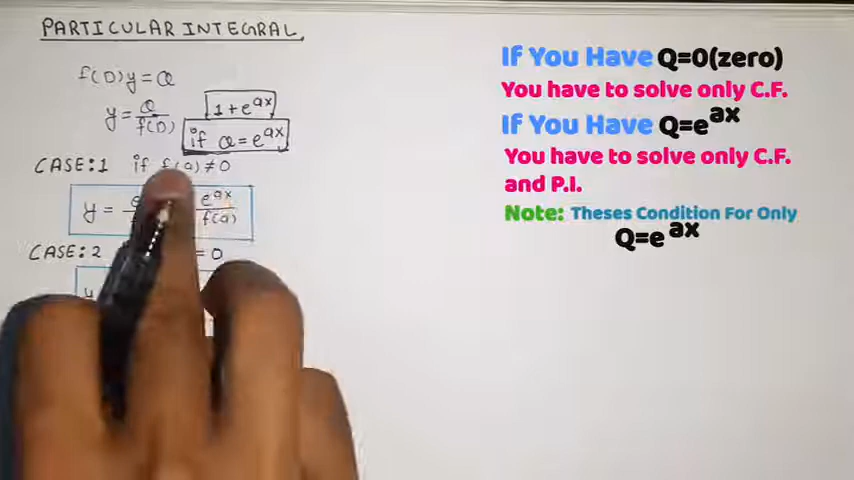 PARTICULAR INTEGRAL.
f(D)y = Q
y = Q/f(D)
1 + e^ax
if Q = e^ax
CASE:1 if f(a) ≠ 0
y = e^ax/f(a)
CASE:2 = 0
y
If You Have Q=0(zero)
You have to solve only C.F.
If You Have Q=e^ax
You have to solve only C.F.
and P.I.
Note: Theses Condition For Only
Q=e^ax